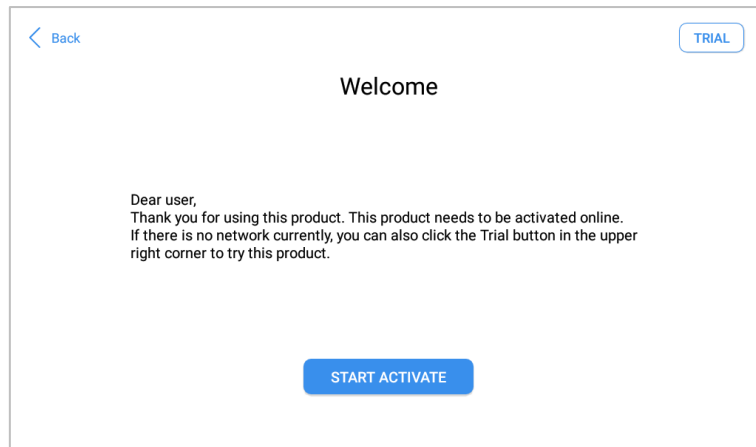 Back
TRIAL
Welcome
Dear user,
Thank you for using this product. This product needs to be activated online.
If there is no network currently, you can also click the Trial button in the upper
right corner to try this product.
START ACTIVATE